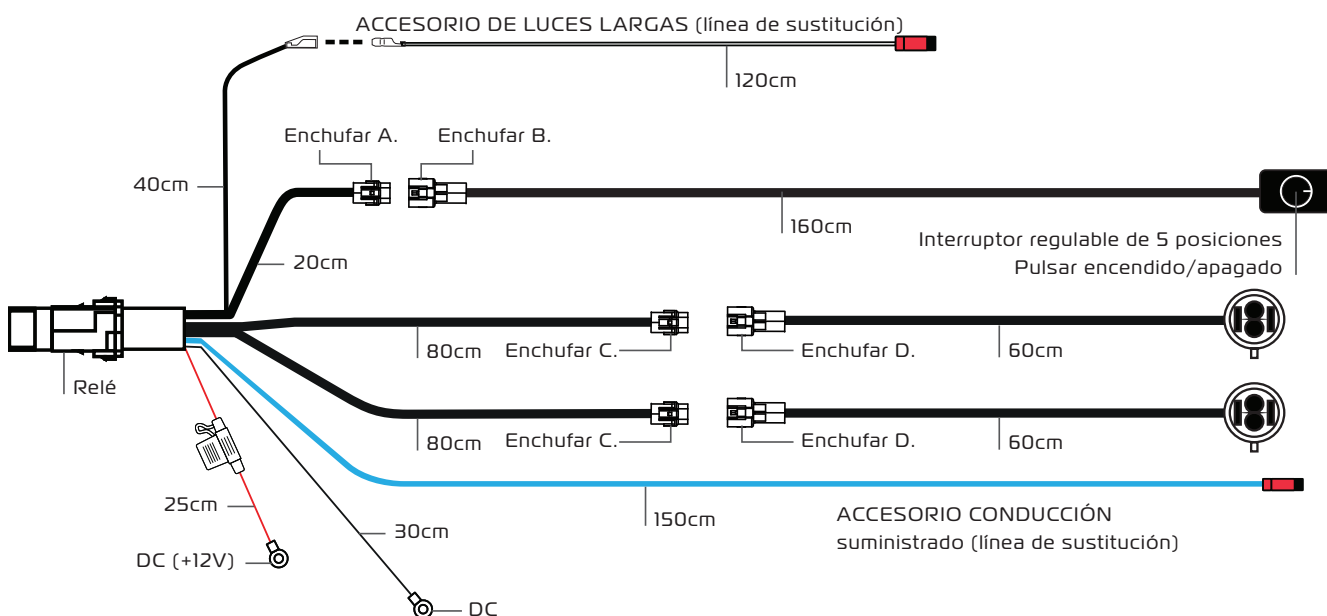 ACCESORIO DE LUCES LARGAS (línea de sustitución)
120cm
Enchufar A. Enchufar B.
40cm
160cm
Interruptor regulable de 5 posiciones
Pulsar encendido/apagado
20cm
80cm Enchufar C. Enchufar D. 60cm
Relé
80cm Enchufar C. Enchufar D. 60cm
25cm
150cm
ACCESORIO CONDUCCIÓN
suministrado (línea de sustitución)
30cm
DC (+12V)
DC